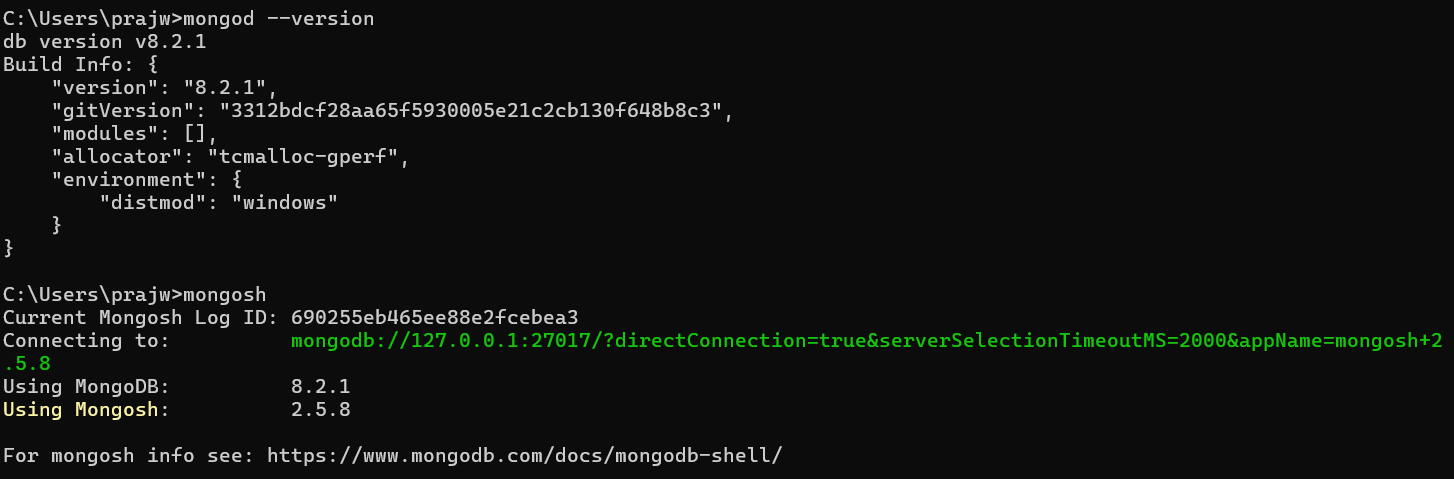 C:\Users\prajw>mongod --version
db version v8.2.1
Build Info: {
    "version": "8.2.1",
    "gitVersion": "3312bdcf28aa65f5930005e21c2cb130f648b8c3",
    "modules": [],
    "allocator": "tcmalloc-gperf",
    "environment": {
        "distmod": "windows"
    }
}
C:\Users\prajw>mongosh
Current Mongosh Log ID: 690255eb465ee88e2fcebea3
Connecting to:          mongodb://127.0.0.1:27017/?directConnection=true&serverSelectionTimeoutMS=2000&appName=mongosh+2
.5.8
Using MongoDB:          8.2.1
Using Mongosh:          2.5.8
For mongosh info see: https://www.mongodb.com/docs/mongodb-shell/